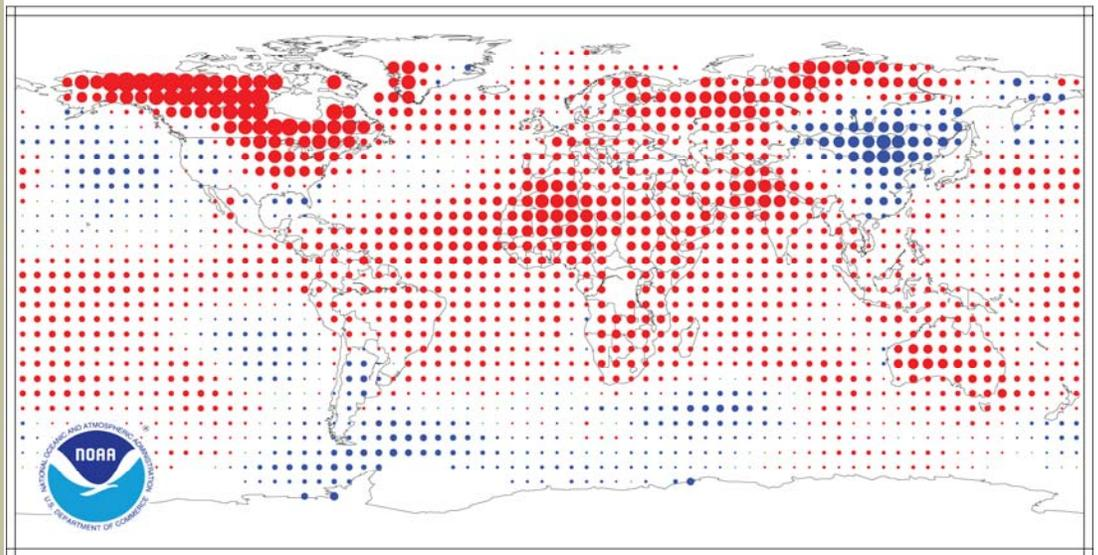 NATIONAL OCEANIC AND ATMOSPHERIC ADMINISTRATION
NOAA
U.S. DEPARTMENT OF COMMERCE